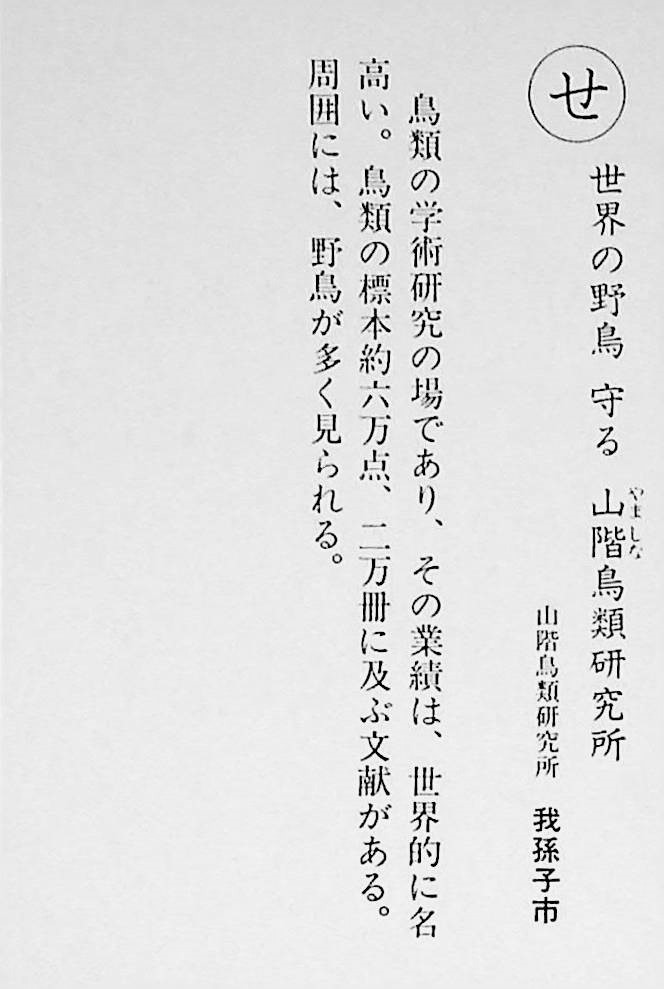 せ
世界の野鳥 守る 山階鳥類研究所
やましな
山階鳥類研究所 我孫子市
鳥類の学術研究の場であり、その業績は、世界的に名
高い。鳥類の標本約六万点、二万冊に及ぶ文献がある。
周囲には、野鳥が多く見られる。